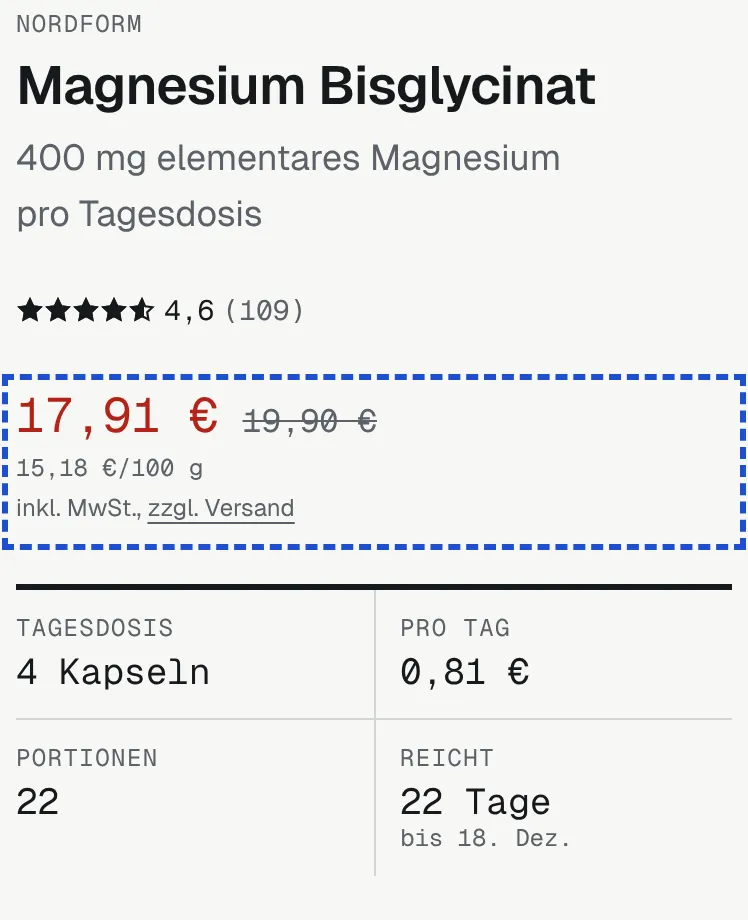 NORDFORM
Magnesium Bisglycinat
400 mg elementares Magnesium
pro Tagesdosis
4,6 (109)
17,91 € 19,90 €
15,18 €/100 g
inkl. MwSt., zzgl. Versand
TAGESDOSIS
4 Kapseln
PRO TAG
0,81 €
PORTIONEN
22
REICHT
22 Tage
bis 18. Dez.